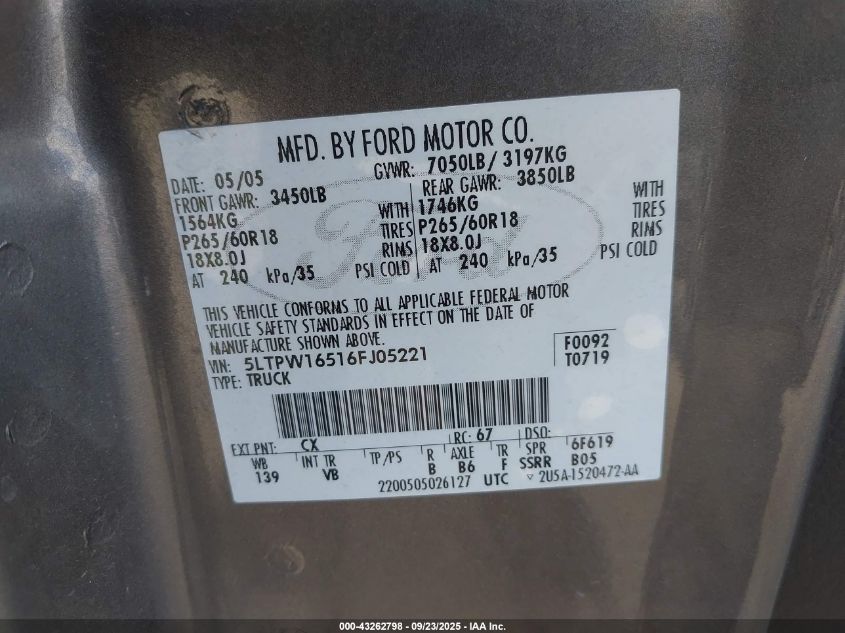 MFD. BY FORD MOTOR CO.
DATE: 05/05 GVWR: 7050LB/ 3197KG
FRONT GAWR: 3450LB REAR GAWR: 3850LB
1564KG WITH 1746KG WITH
P265/60R18 TIRES P265/60R18 TIRES
18X8.0J RIMS 18X8.0J RIMS
AT 240 kPa/35 PSI COLD AT 240 kPa/35 PSI COLD
THIS VEHICLE CONFORMS TO ALL APPLICABLE FEDERAL MOTOR
VEHICLE SAFETY STANDARDS IN EFFECT ON THE DATE OF
MANUFACTURE SHOWN ABOVE.
VIN: 5LTPW16516FJ05221 F0092
TYPE: TRUCK T0719
EXT PNT: CX RC: 67 DSO:
WB INT TR TP/PS R AXLE TR SPR 6F619
139 VB B B6 F SSRR B05
2200505026127 UTC 2U5A-1520472-AA
Ford
000-43262798 - 09/23/2025 - IAA Inc.